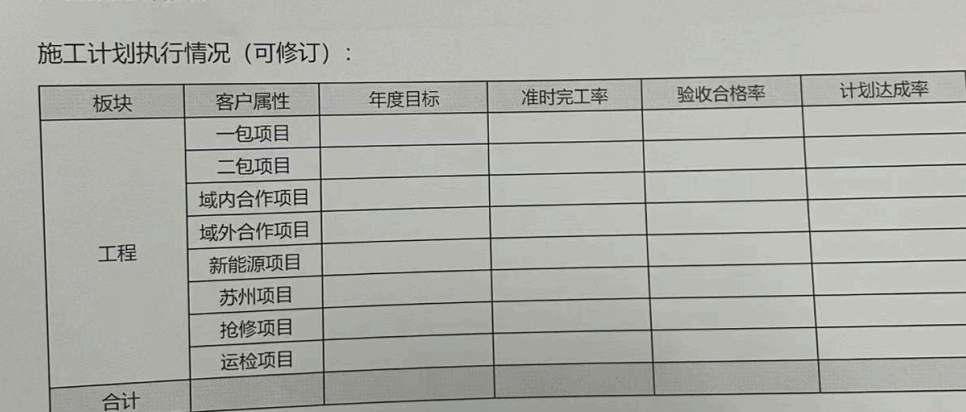 施工计划执行情况（可修订）：
板块 客户属性 年度目标 准时完工率 验收合格率 计划达成率
工程
一包项目
二包项目
域内合作项目
域外合作项目
新能源项目
苏州项目
抢修项目
运检项目
合计